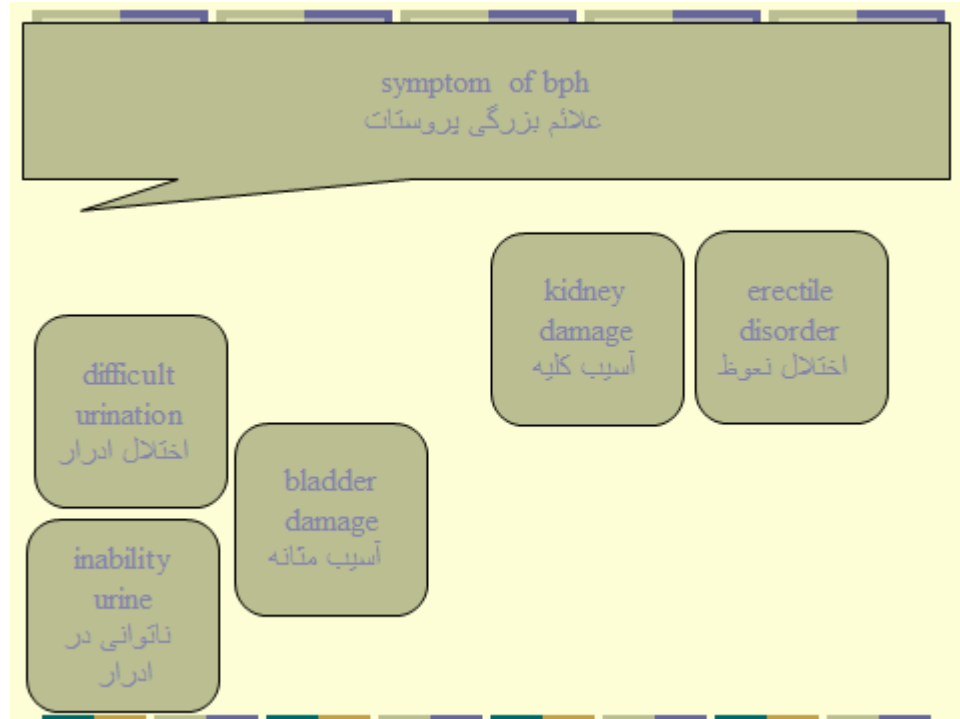 symptom of bph
علائم بزرگی پروستات
difficult
urination
اختلال ادرار
inability
urine
ناتوانی در
ادرار
bladder
damage
آسیب مثانه
kidney
damage
آسیب کلیه
erectile
disorder
اختلال نعوظ